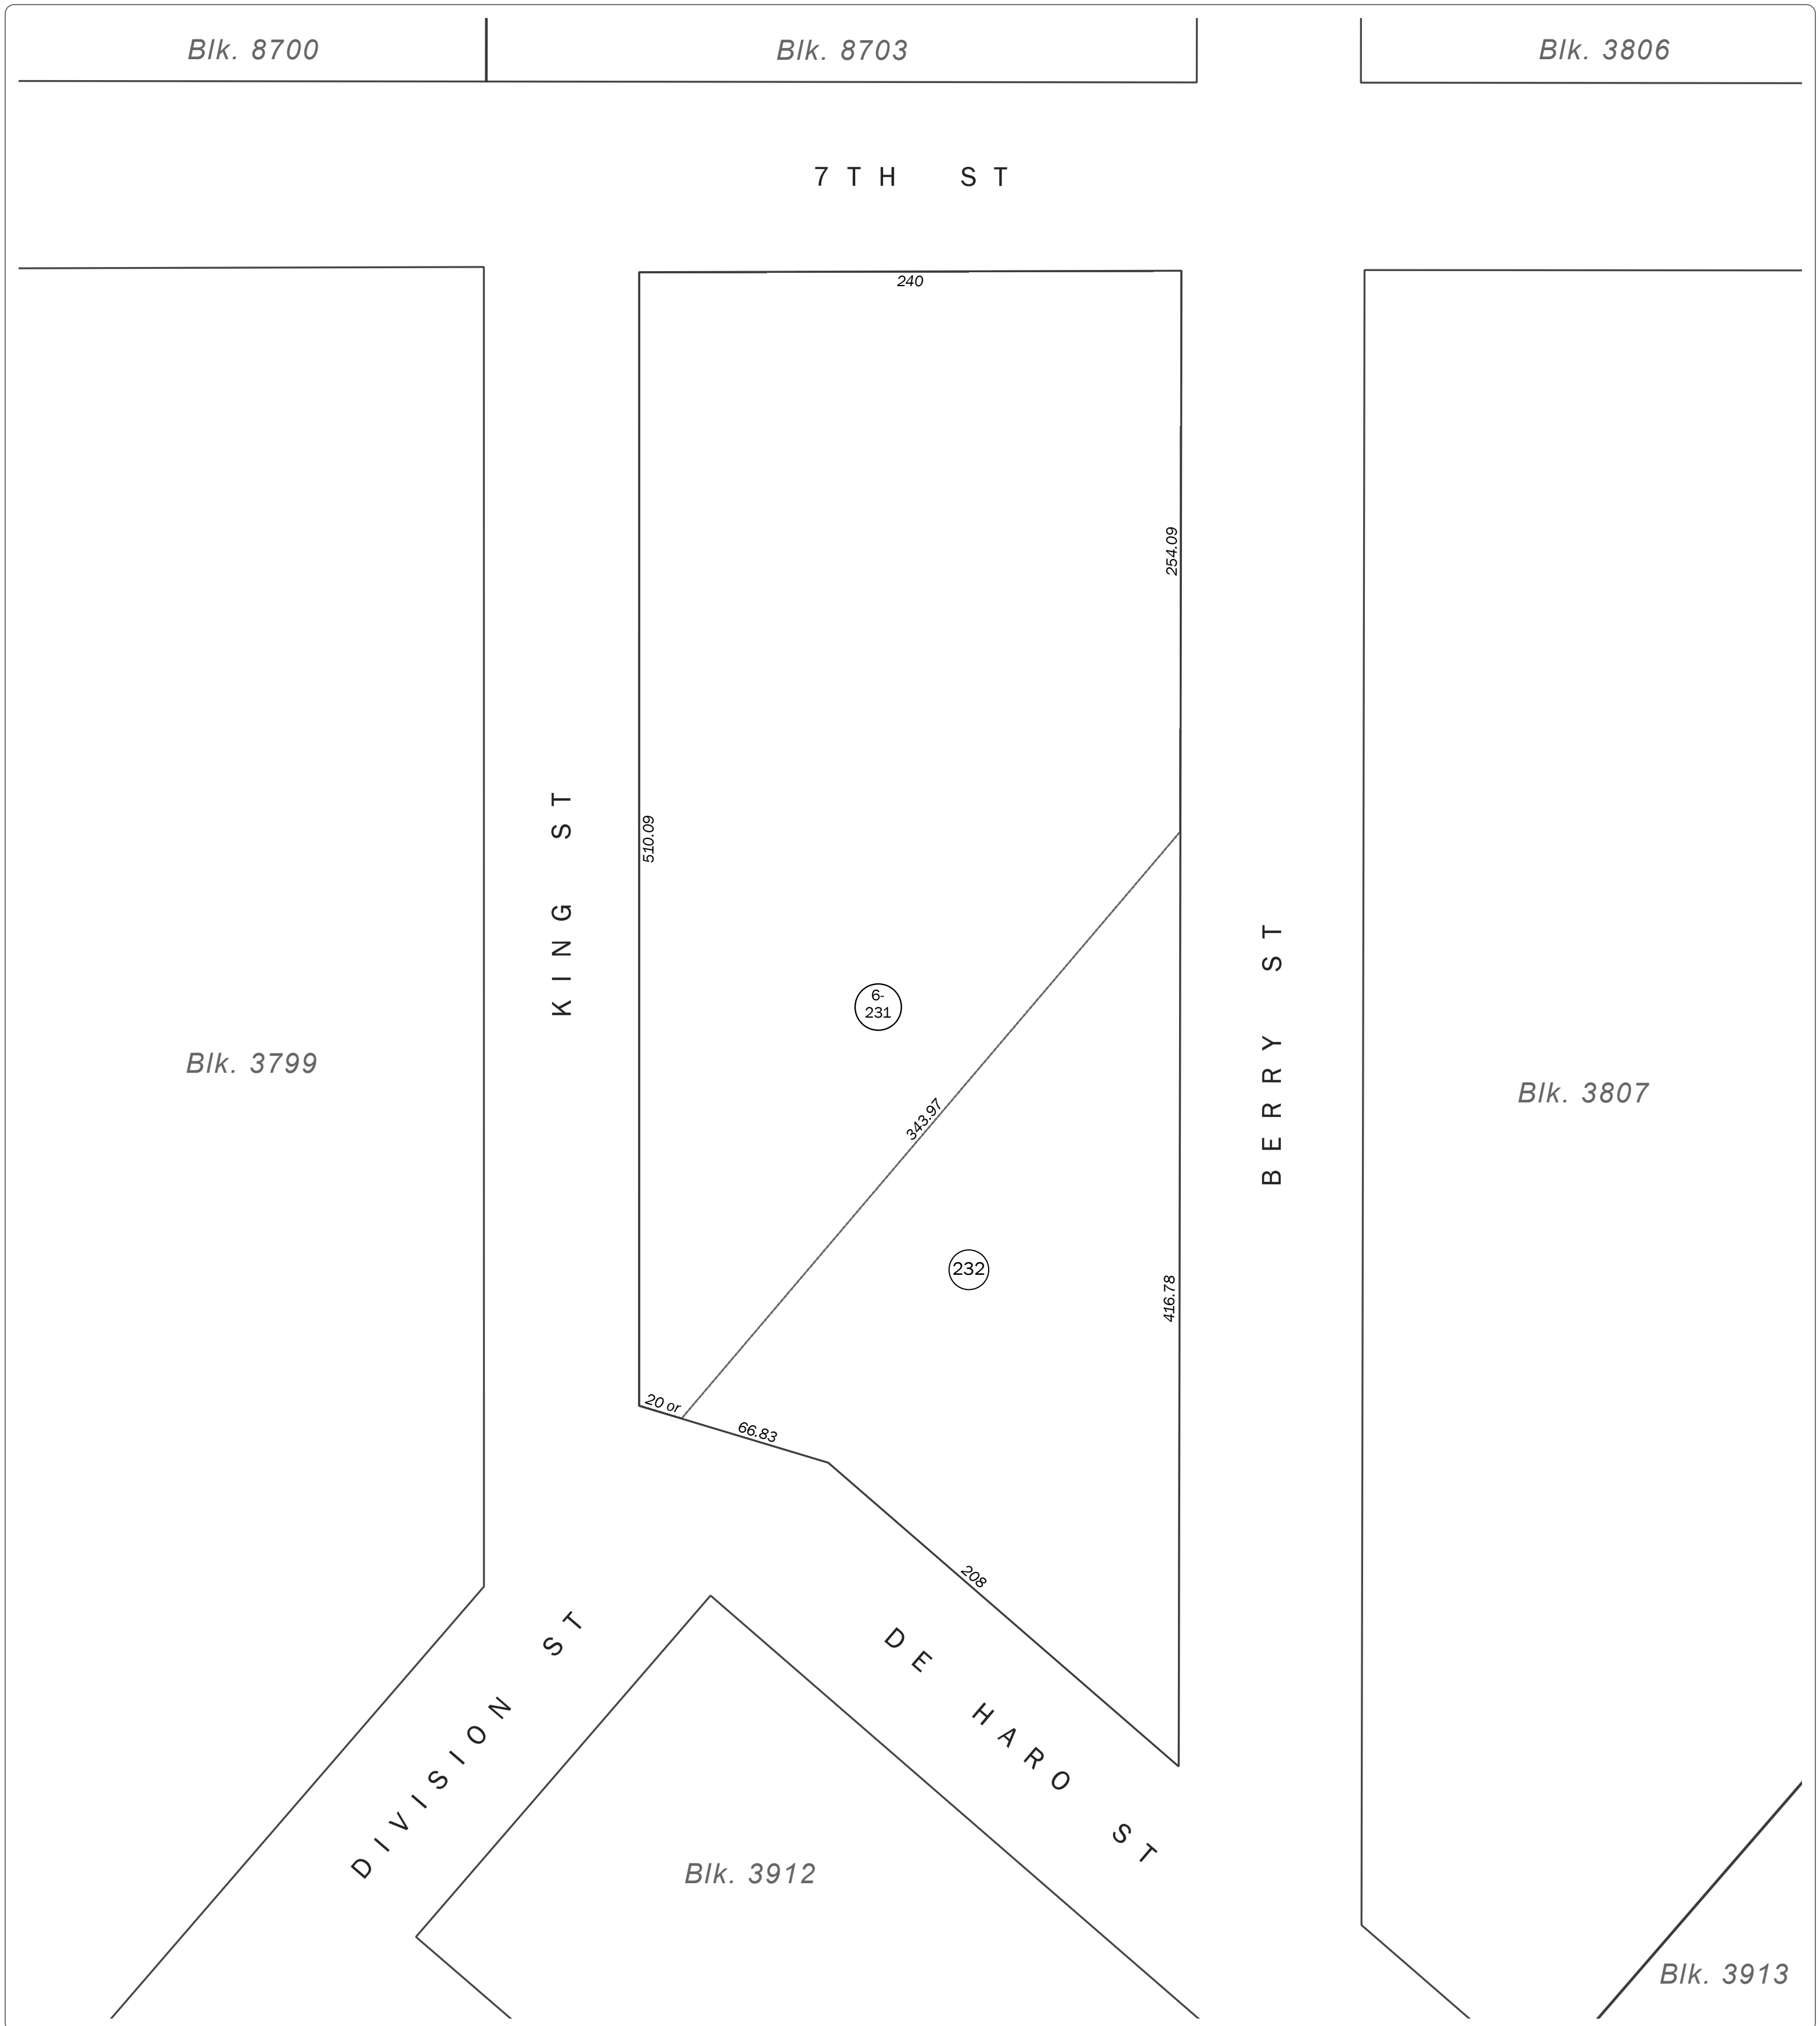 Blk. 8700
Blk. 8703
Blk. 3806
7TH ST
240
254.09
510.09
KING ST
BERRY ST
6-
231
Blk. 3799
Blk. 3807
343.97
232
416.78
20 or
66.83
208
DIVISION ST
DE HARO ST
Blk. 3912
Blk. 3913